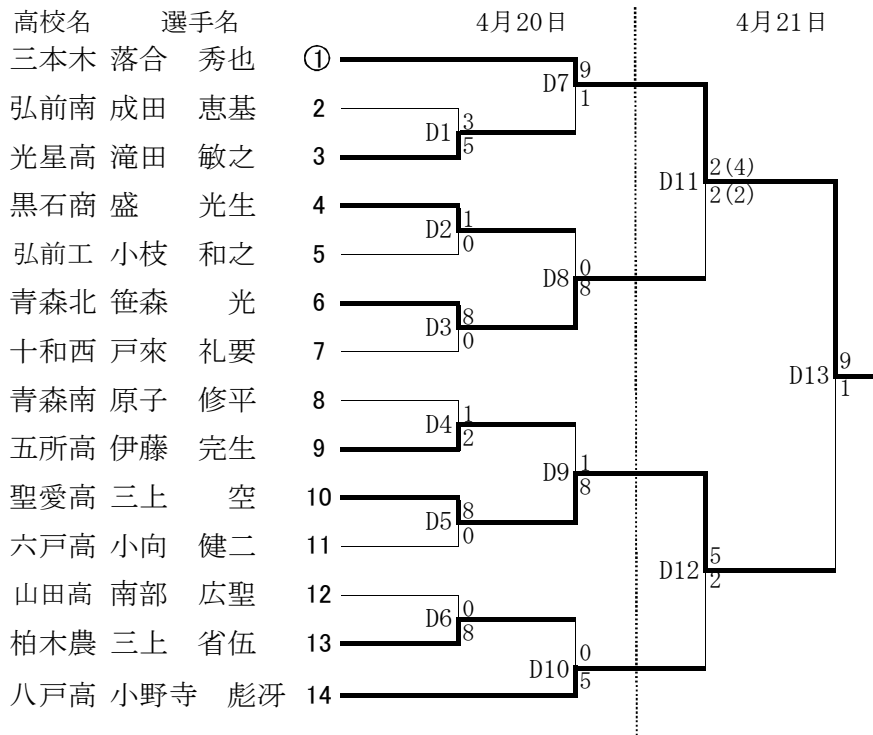 高校名 選手名 4月20日 4月21日
三本木 落合 秀也 ①
9
D7
1
弘前南 成田 恵基 2
3
D1
5
光星高 滝田 敏之 3
2(4)
D11
2(2)
黒石商 盛 光生 4
1
D2
0
弘前工 小枝 和之 5
0
D8
8
青森北 笹森 光 6
8
D3
0
十和西 戸來 礼要 7
9
D13
1
青森南 原子 修平 8
1
D4
2
五所高 伊藤 完生 9
1
D9
8
聖愛高 三上 空 10
8
D5
0
六戸高 小向 健二 11
5
D12
2
山田高 南部 広聖 12
0
D6
8
柏木農 三上 省伍 13
0
D10
5
八戸高 小野寺 彪冴 14